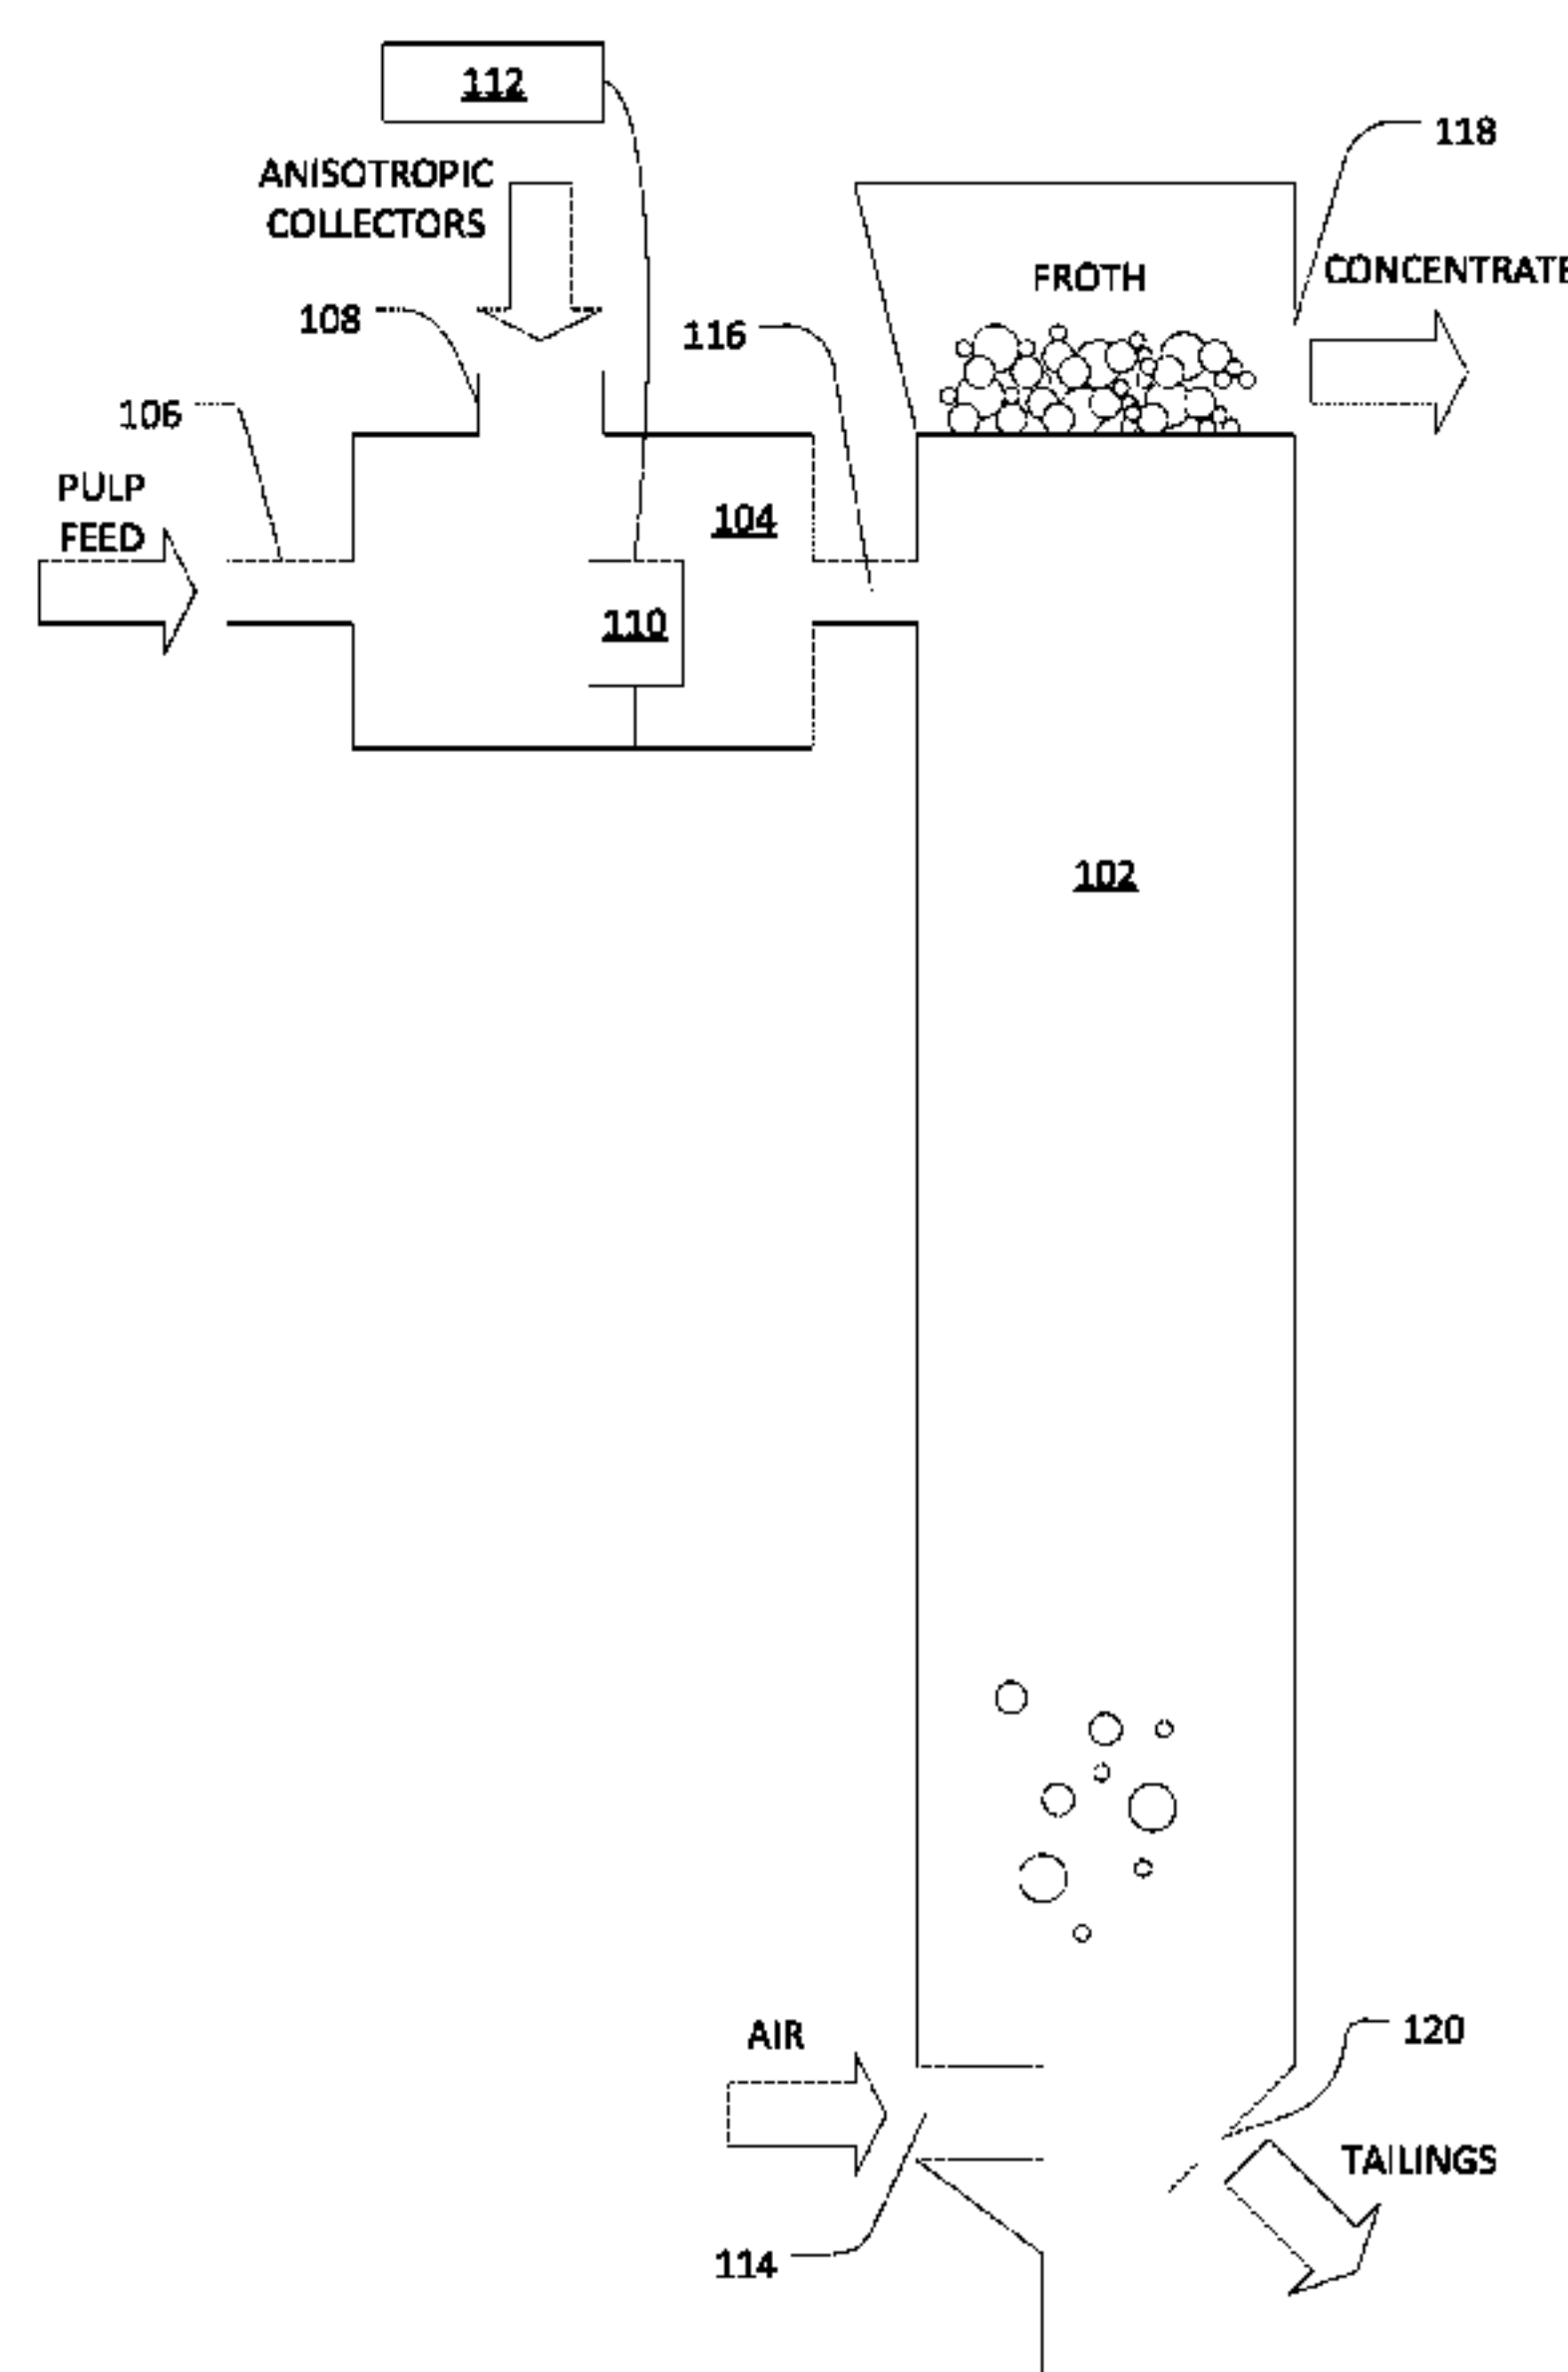 112
118
ANISOTROPIC
COLLECTORS
FROTH
CONCENTRATE
108
116
106
PULP
FEED
104
110
102
AIR
120
TAILINGS
114